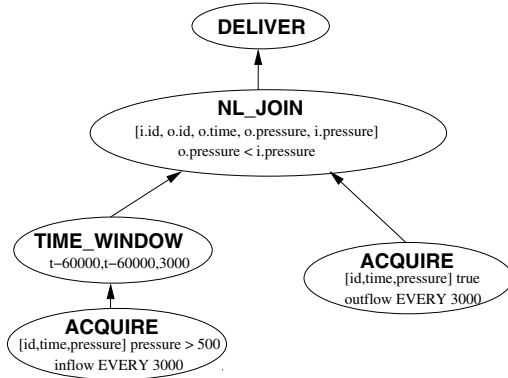 DELIVER
NL_JOIN
[i.id, o.id, o.time, o.pressure, i.pressure]
o.pressure < i.pressure
TIME_WINDOW
t−60000,t−60000,3000
ACQUIRE
[id,time,pressure] true
outflow EVERY 3000
ACQUIRE
[id,time,pressure] pressure > 500
inflow EVERY 3000